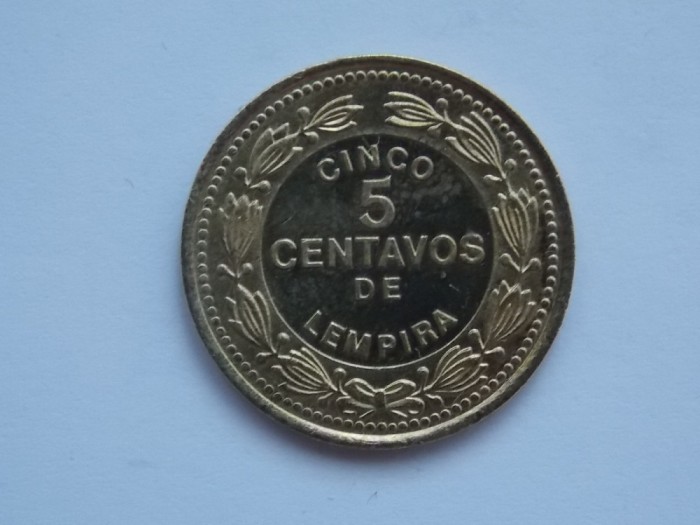 CINCO
5
CENTAVOS
DE
LEMPIRA